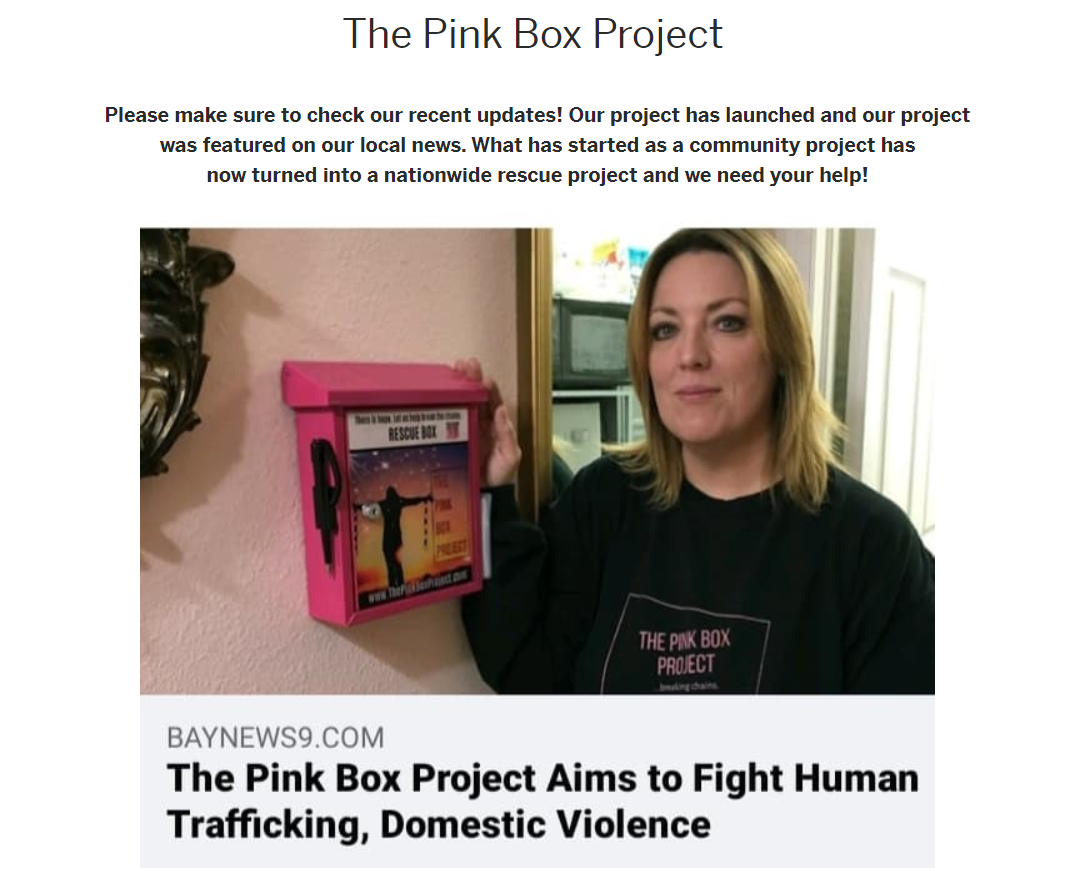 The Pink Box Project
Please make sure to check our recent updates! Our project has launched and our project
was featured on our local news. What has started as a community project has
now turned into a nationwide rescue project and we need your help!
There is hope. Let us help break the chains.
RESCUE BOX
THE
PINK
BOX
PROJECT
www.ThePinkBoxProject.com
THE PINK BOX
PROJECT
...breaking chains.
BAYNEWS9.COM
The Pink Box Project Aims to Fight Human
Trafficking, Domestic Violence